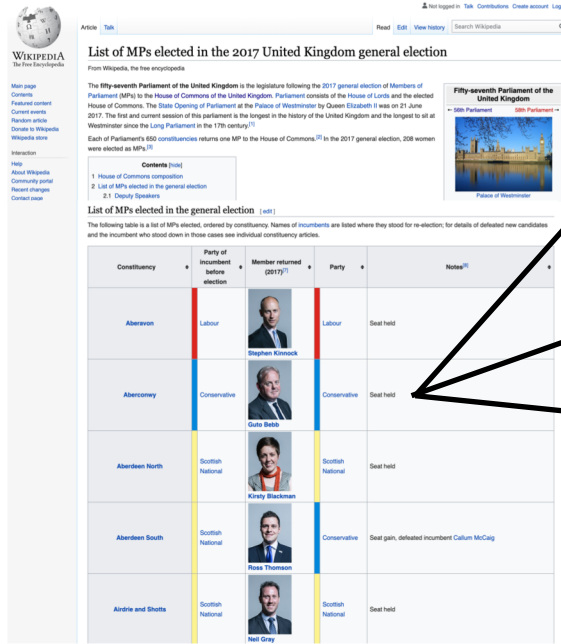 Not logged in Talk Contributions Create account Log
Article Talk
Read Edit View history Search Wikipedia
WIKIPEDIA
The Free Encyclopedia
Main page
Contents
Featured content
Current events
Random article
Donate to Wikipedia
Wikipedia store
Interaction
Help
About Wikipedia
Community portal
Recent changes
Contact page
List of MPs elected in the 2017 United Kingdom general election
From Wikipedia, the free encyclopedia
The fifty-seventh Parliament of the United Kingdom is the legislature following the 2017 general election of Members of
Parliament (MPs) to the House of Commons of the United Kingdom. Parliament consists of the House of Lords and the elected
House of Commons. The State Opening of Parliament at the Palace of Westminster by Queen Elizabeth II was on 21 June
2017. The first and current session of this parliament is the longest in the history of the United Kingdom and the longest to sit at
Westminster since the Long Parliament in the 17th century.[1]
Each of Parliament's 650 constituencies returns one MP to the House of Commons.[2] In the 2017 general election, 208 women
were elected as MPs.[3]
Fifty-seventh Parliament of the
United Kingdom
← 56th Parliament 58th Parliament →
Palace of Westminster
Contents [hide]
1 House of Commons composition
2 List of MPs elected in the general election
2.1 Deputy Speakers
List of MPs elected in the general election [edit]
The following table is a list of MPs elected, ordered by constituency. Names of incumbents are listed where they stood for re-election; for details of defeated new candidates
and the incumbent who stood down in those cases see individual constituency articles.
Constituency Party of incumbent before election Member returned (2017)[7] Party Notes[8]
Aberavon Labour Stephen Kinnock Labour Seat held
Aberconwy Conservative Guto Bebb Conservative Seat held
Aberdeen North Scottish National Kirsty Blackman Scottish National Seat held
Aberdeen South Scottish National Ross Thomson Conservative Seat gain, defeated incumbent Callum McCaig
Airdrie and Shotts Scottish National Neil Gray Scottish National Seat held